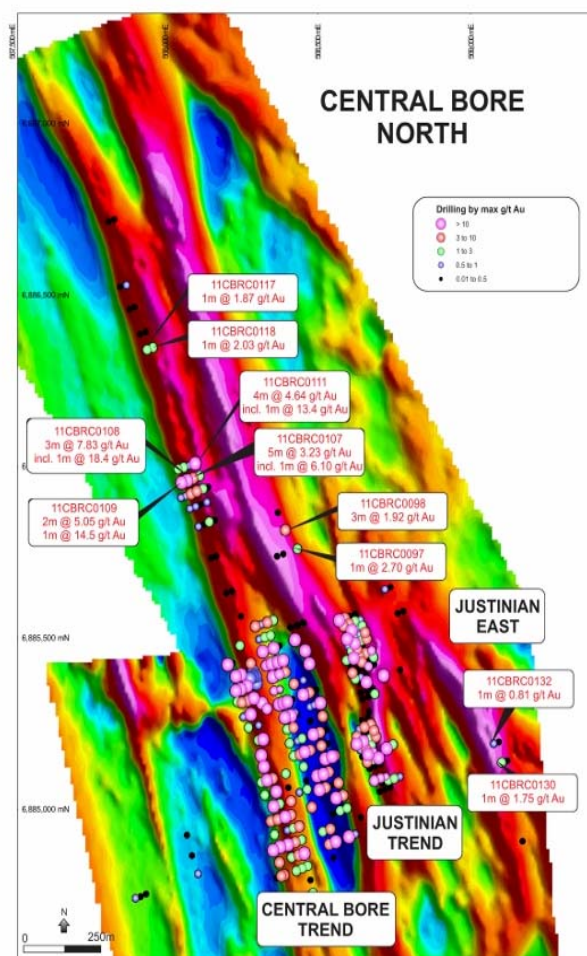 CENTRAL BORE
NORTH
Drilling by max g/t Au
> 10
3 to 10
1 to 3
0.5 to 1
0.01 to 0.5
6,886,500 mN
11CBRC0117
1m @ 1.87 g/t Au
11CBRC0118
1m @ 2.03 g/t Au
11CBRC0111
4m @ 4.64 g/t Au
incl. 1m @ 13.4 g/t Au
11CBRC0108
3m @ 7.83 g/t Au
incl. 1m @ 18.4 g/t Au
11CBRC0107
5m @ 3.23 g/t Au
incl. 1m @ 6.10 g/t Au
11CBRC0109
2m @ 5.05 g/t Au
1m @ 14.5 g/t Au
11CBRC0098
3m @ 1.92 g/t Au
11CBRC0097
1m @ 2.70 g/t Au
JUSTINIAN
EAST
6,885,500 mN
11CBRC0132
1m @ 0.81 g/t Au
11CBRC0130
1m @ 1.75 g/t Au
6,885,000 mN
JUSTINIAN
TREND
CENTRAL BORE
TREND
N
0 250m